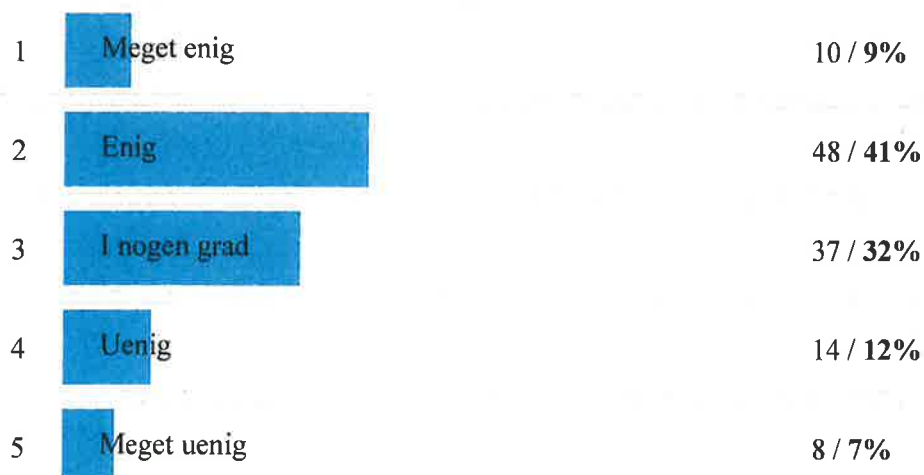 1 Meget enig 10 / 9%
2 Enig 48 / 41%
3 I nogen grad 37 / 32%
4 Uenig 14 / 12%
5 Meget uenig 8 / 7%